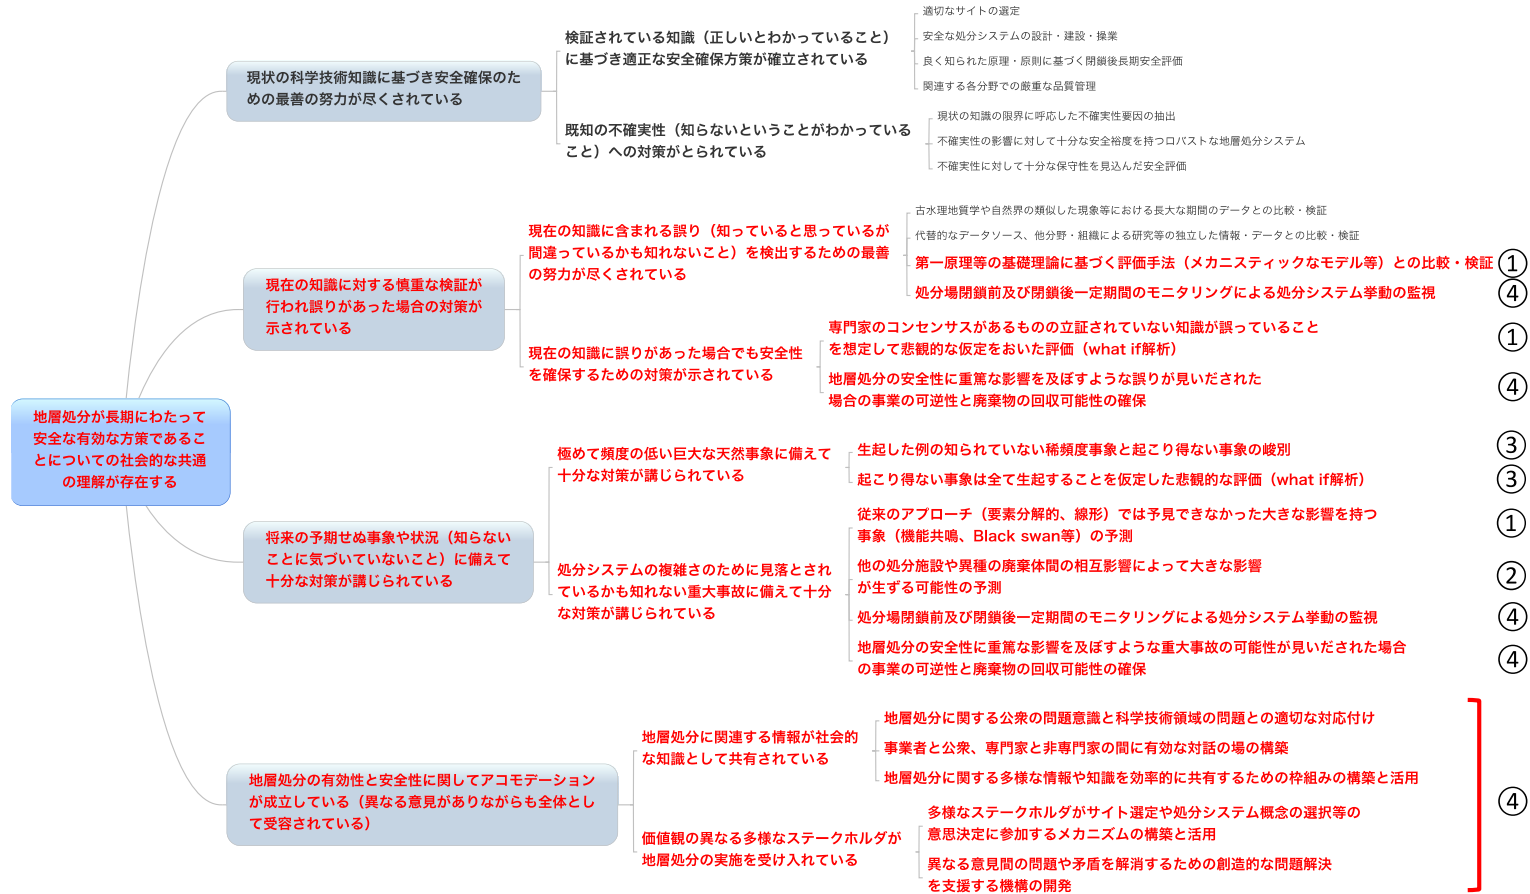 地層処分が長期にわたって
安全な有効な方策であるこ
とについての社会的な共通
の理解が存在する
現状の科学技術知識に基づき安全確保のた
めの最善の努力が尽くされている
検証されている知識（正しいとわかっていること）
に基づき適正な安全確保方策が確立されている
適切なサイトの選定
安全な処分システムの設計・建設・操業
良く知られた原理・原則に基づく閉鎖後長期安全評価
関連する各分野での厳重な品質管理
既知の不確実性（知らないということがわかっている
こと）への対策がとられている
現状の知識の限界に呼応した不確実性要因の抽出
不確実性の影響に対して十分な安全裕度を持つロバストな地層処分システム
不確実性に対して十分な保守性を見込んだ安全評価
現在の知識に対する慎重な検証が
行われ誤りがあった場合の対策が
示されている
現在の知識に含まれる誤り（知っていると思っているが
間違っているかも知れないこと）を検出するための最善
の努力が尽くされている
古水理地質学や自然界の類似した現象等における長大な期間のデータとの比較・検証
代替的なデータソース、他分野・組織による研究等の独立した情報・データとの比較・検証
第一原理等の基礎理論に基づく評価手法（メカニスティックなモデル等）との比較・検証 ①
処分場閉鎖前及び閉鎖後一定期間のモニタリングによる処分システム挙動の監視 ④
現在の知識に誤りがあった場合でも安全性
を確保するための対策が示されている
専門家のコンセンサスがあるものの立証されていない知識が誤っていること
を想定して悲観的な仮定をおいた評価（what if解析） ①
地層処分の安全性に重篤な影響を及ぼすような誤りが見いだされた
場合の事業の可逆性と廃棄物の回収可能性の確保 ④
将来の予期せぬ事象や状況（知らない
ことに気づいていないこと）に備えて
十分な対策が講じられている
極めて頻度の低い巨大な天然事象に備えて
十分な対策が講じられている
生起した例の知られていない稀頻度事象と起こり得ない事象の峻別 ③
起こり得ない事象は全て生起することを仮定した悲観的な評価（what if解析） ③
処分システムの複雑さのために見落とされ
ているかも知れない重大事故に備えて十分
な対策が講じられている
従来のアプローチ（要素分解的、線形）では予見できなかった大きな影響を持つ
事象（機能共鳴、Black swan等）の予測 ①
他の処分施設や異種の廃棄体間の相互影響によって大きな影響
が生ずる可能性の予測 ②
処分場閉鎖前及び閉鎖後一定期間のモニタリングによる処分システム挙動の監視 ④
地層処分の安全性に重篤な影響を及ぼすような重大事故の可能性が見いだされた場合
の事業の可逆性と廃棄物の回収可能性の確保 ④
地層処分の有効性と安全性に関してアコモデーション
が成立している（異なる意見がありながらも全体とし
て受容されている）
地層処分に関連する情報が社会的
な知識として共有されている
地層処分に関する公衆の問題意識と科学技術領域の問題との適切な対応付け
事業者と公衆、専門家と非専門家の間に有効な対話の場の構築
地層処分に関する多様な情報や知識を効率的に共有するための枠組みの構築と活用
価値観の異なる多様なステークホルダが
地層処分の実施を受け入れている
多様なステークホルダがサイト選定や処分システム概念の選択等の
意思決定に参加するメカニズムの構築と活用
異なる意見間の問題や矛盾を解消するための創造的な問題解決
を支援する機構の開発
④